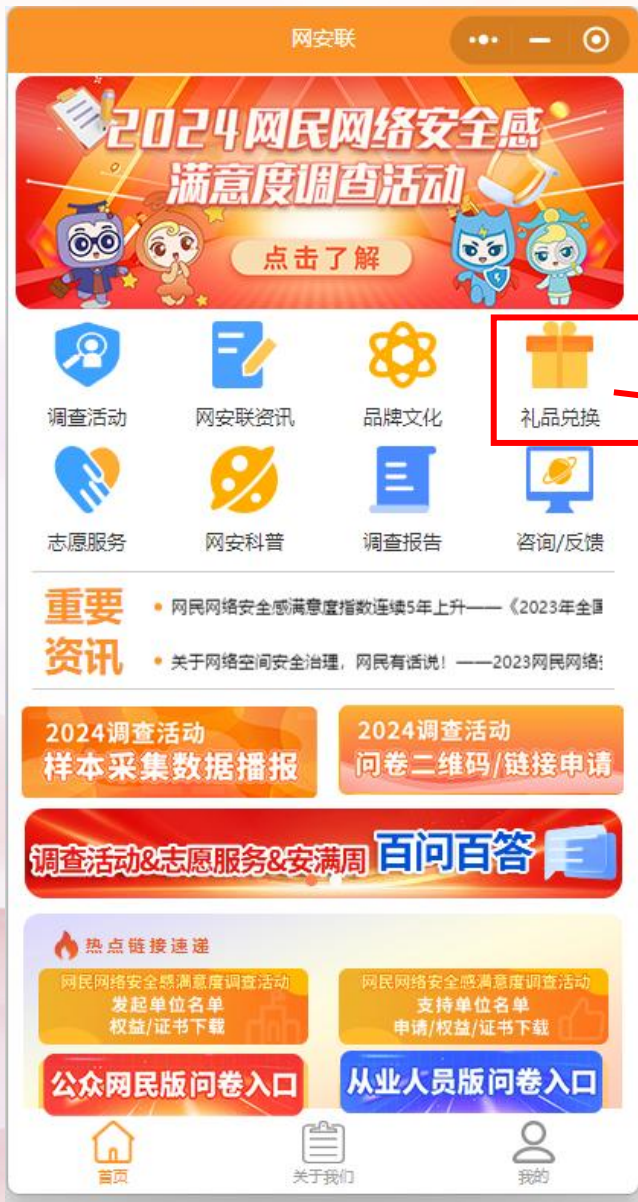 网安联
2024网民网络安全感
满意度调查活动
点击了解
调查活动
网安联资讯
品牌文化
礼品兑换
志愿服务
网安科普
调查报告
咨询/反馈
重要
资讯
网民网络安全感满意度指数连续5年上升——《2023年全国
关于网络空间安全治理，网民有话说！——2023网民网络
2024调查活动
样本采集数据播报
2024调查活动
问卷二维码/链接申请
调查活动&志愿服务&安满周 百问百答
热点链接速递
网民网络安全感满意度调查活动
发起单位名单
权益/证书下载
网民网络安全感满意度调查活动
支持单位名单
申请/权益/证书下载
公众网民版问卷入口
从业人员版问卷入口
首页
关于我们
我的